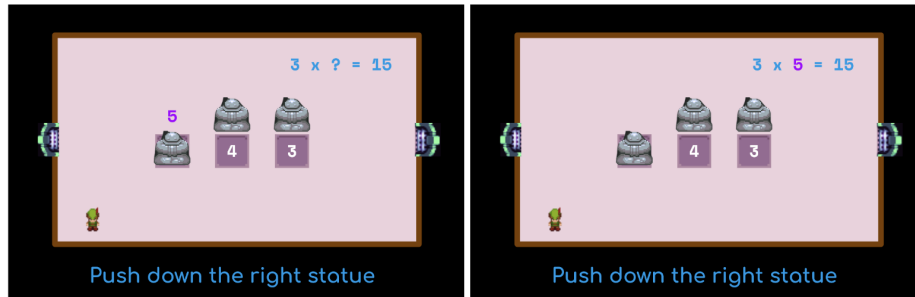 3 x ? = 15
5
4 3
Push down the right statue
3 x 5 = 15
4 3
Push down the right statue